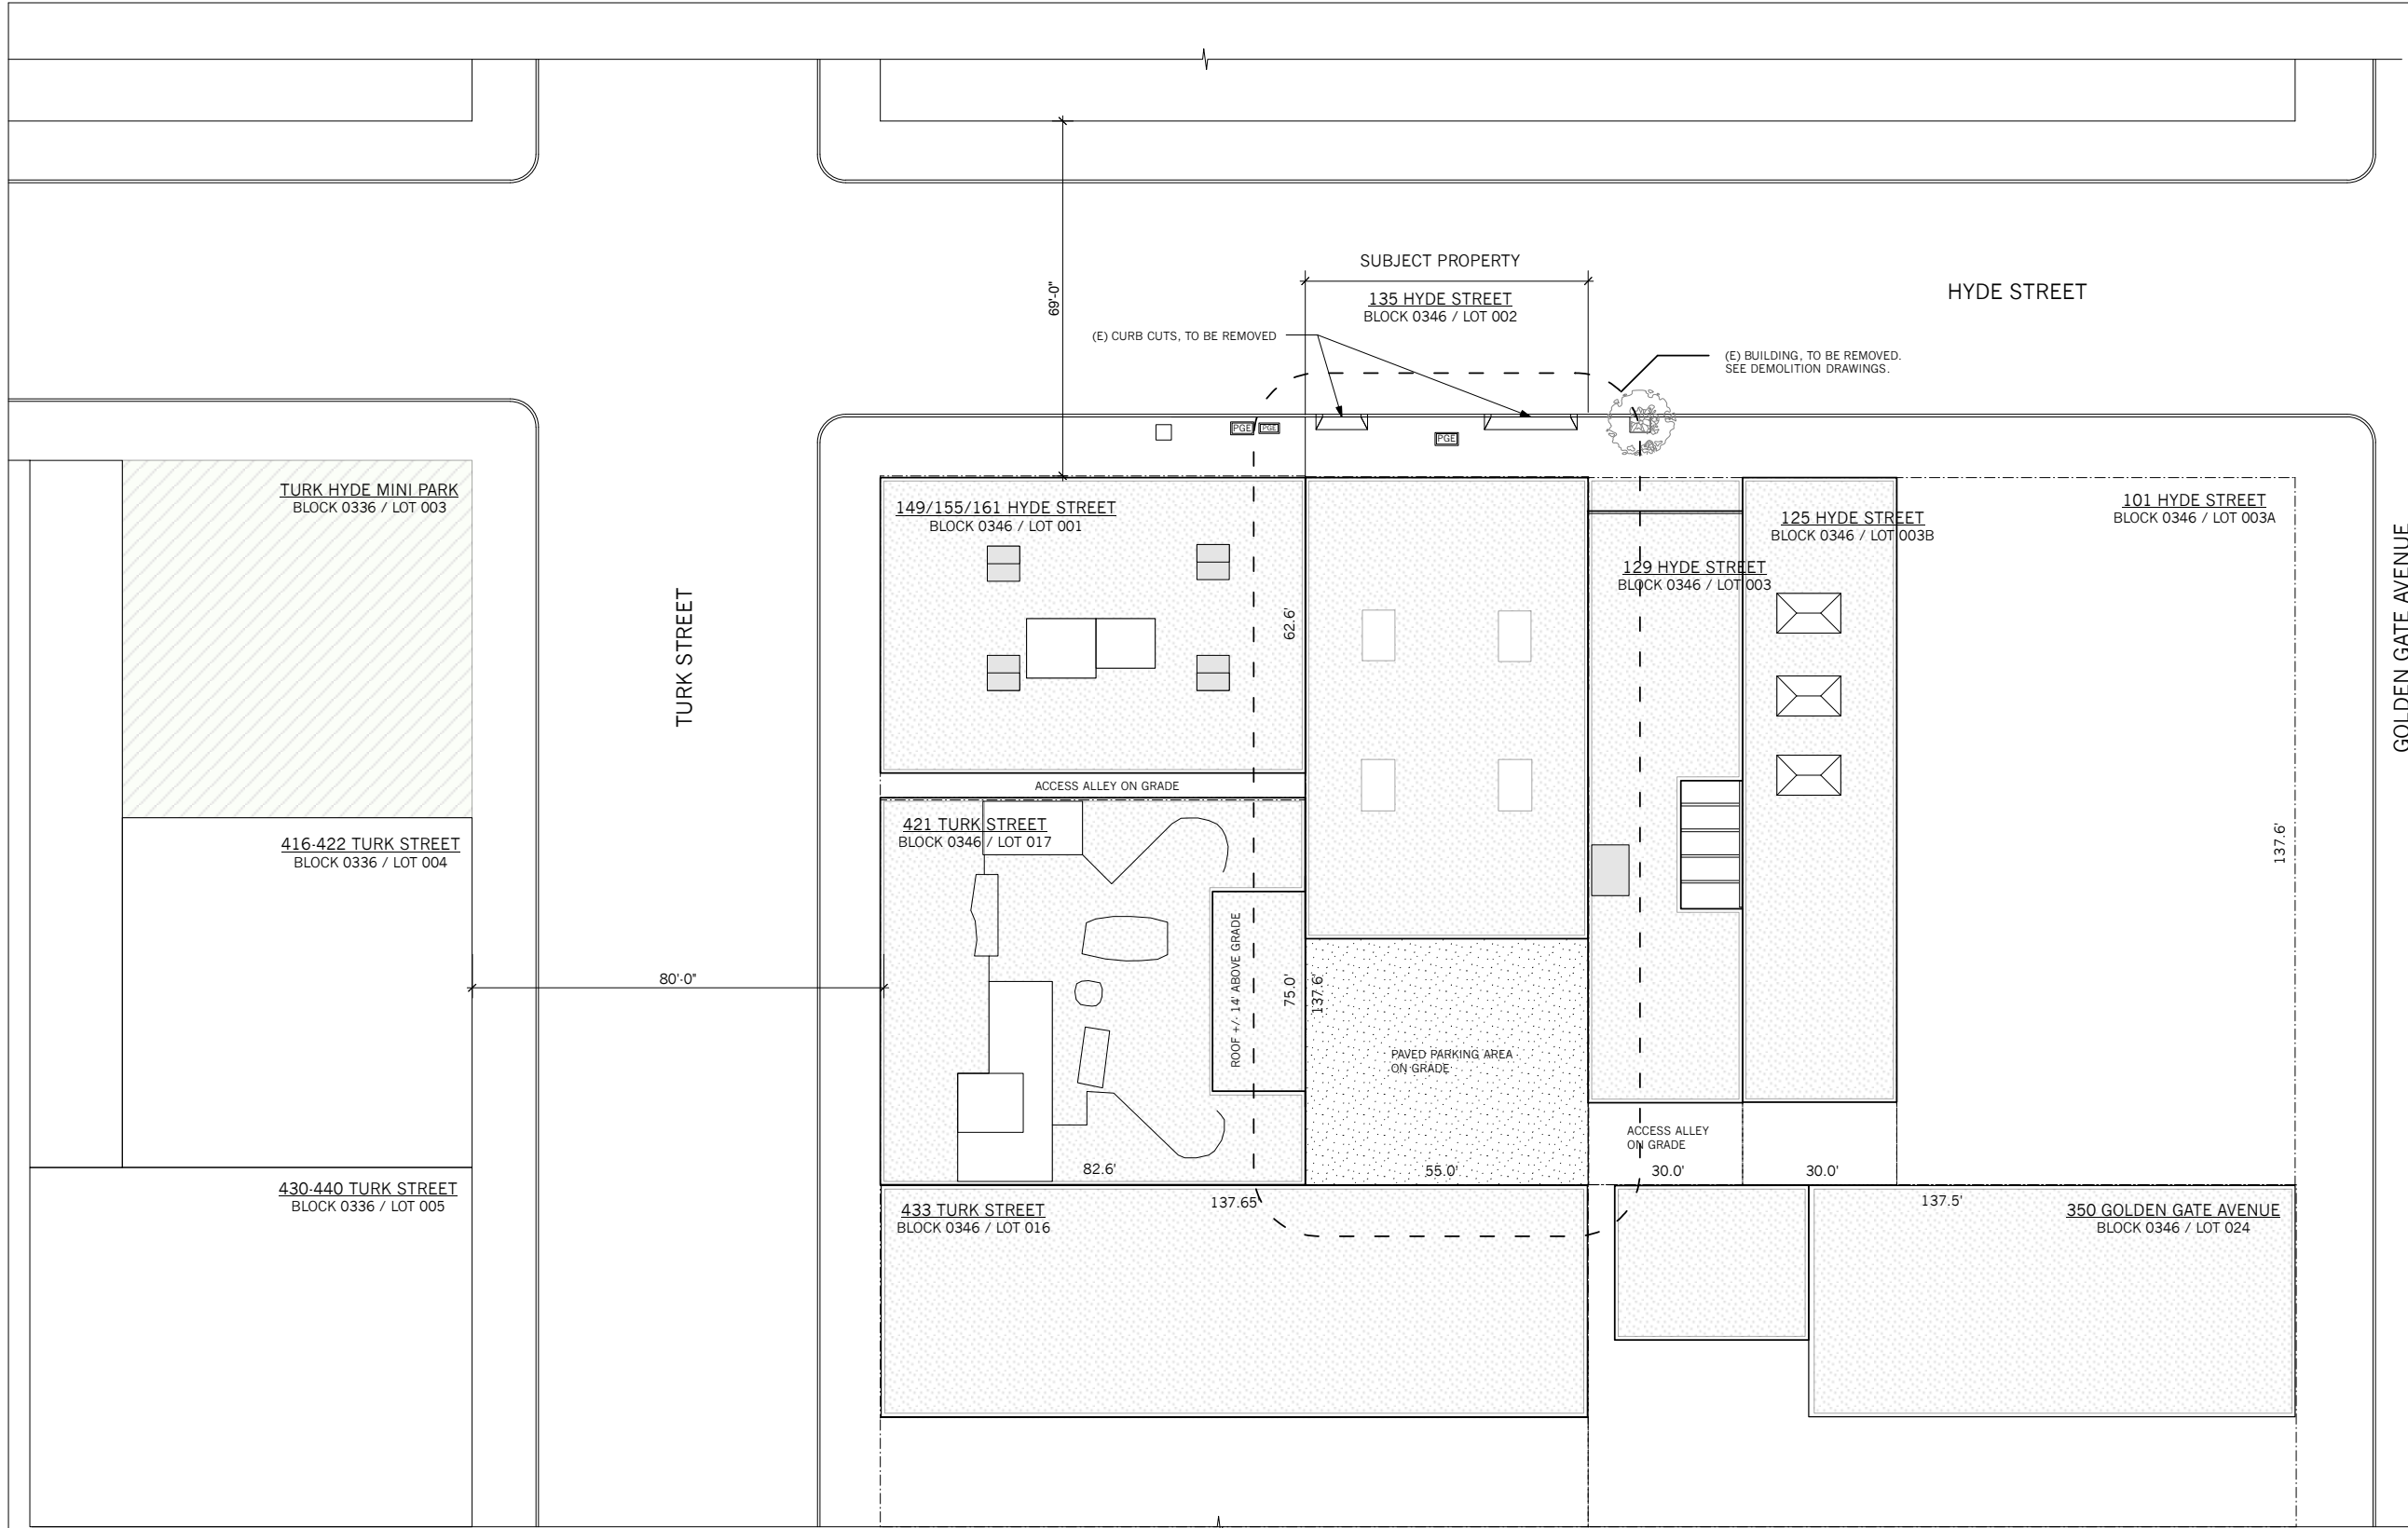 SUBJECT PROPERTY
135 HYDE STREET
BLOCK 0346 / LOT 002
HYDE STREET
69'-0"
(E) CURB CUTS, TO BE REMOVED
(E) BUILDING, TO BE REMOVED.
SEE DEMOLITION DRAWINGS.
PGE
PGE
PGE
TURK HYDE MINI PARK
BLOCK 0336 / LOT 003
149/155/161 HYDE STREET
BLOCK 0346 / LOT 001
125 HYDE STREET
BLOCK 0346 / LOT 003B
101 HYDE STREET
BLOCK 0346 / LOT 003A
129 HYDE STREET
BLOCK 0346 / LOT 003
GOLDEN GATE AVENUE
TURK STREET
62.6'
ACCESS ALLEY ON GRADE
421 TURK STREET
BLOCK 0346 / LOT 017
416-422 TURK STREET
BLOCK 0336 / LOT 004
137.6'
80'-0"
ROOF +/- 14' ABOVE GRADE
75.0'
137.6'
PAVED PARKING AREA
ON GRADE
ACCESS ALLEY
ON GRADE
82.6'
55.0'
30.0'
30.0'
430-440 TURK STREET
BLOCK 0336 / LOT 005
433 TURK STREET
BLOCK 0346 / LOT 016
137.65'
137.5'
350 GOLDEN GATE AVENUE
BLOCK 0346 / LOT 024